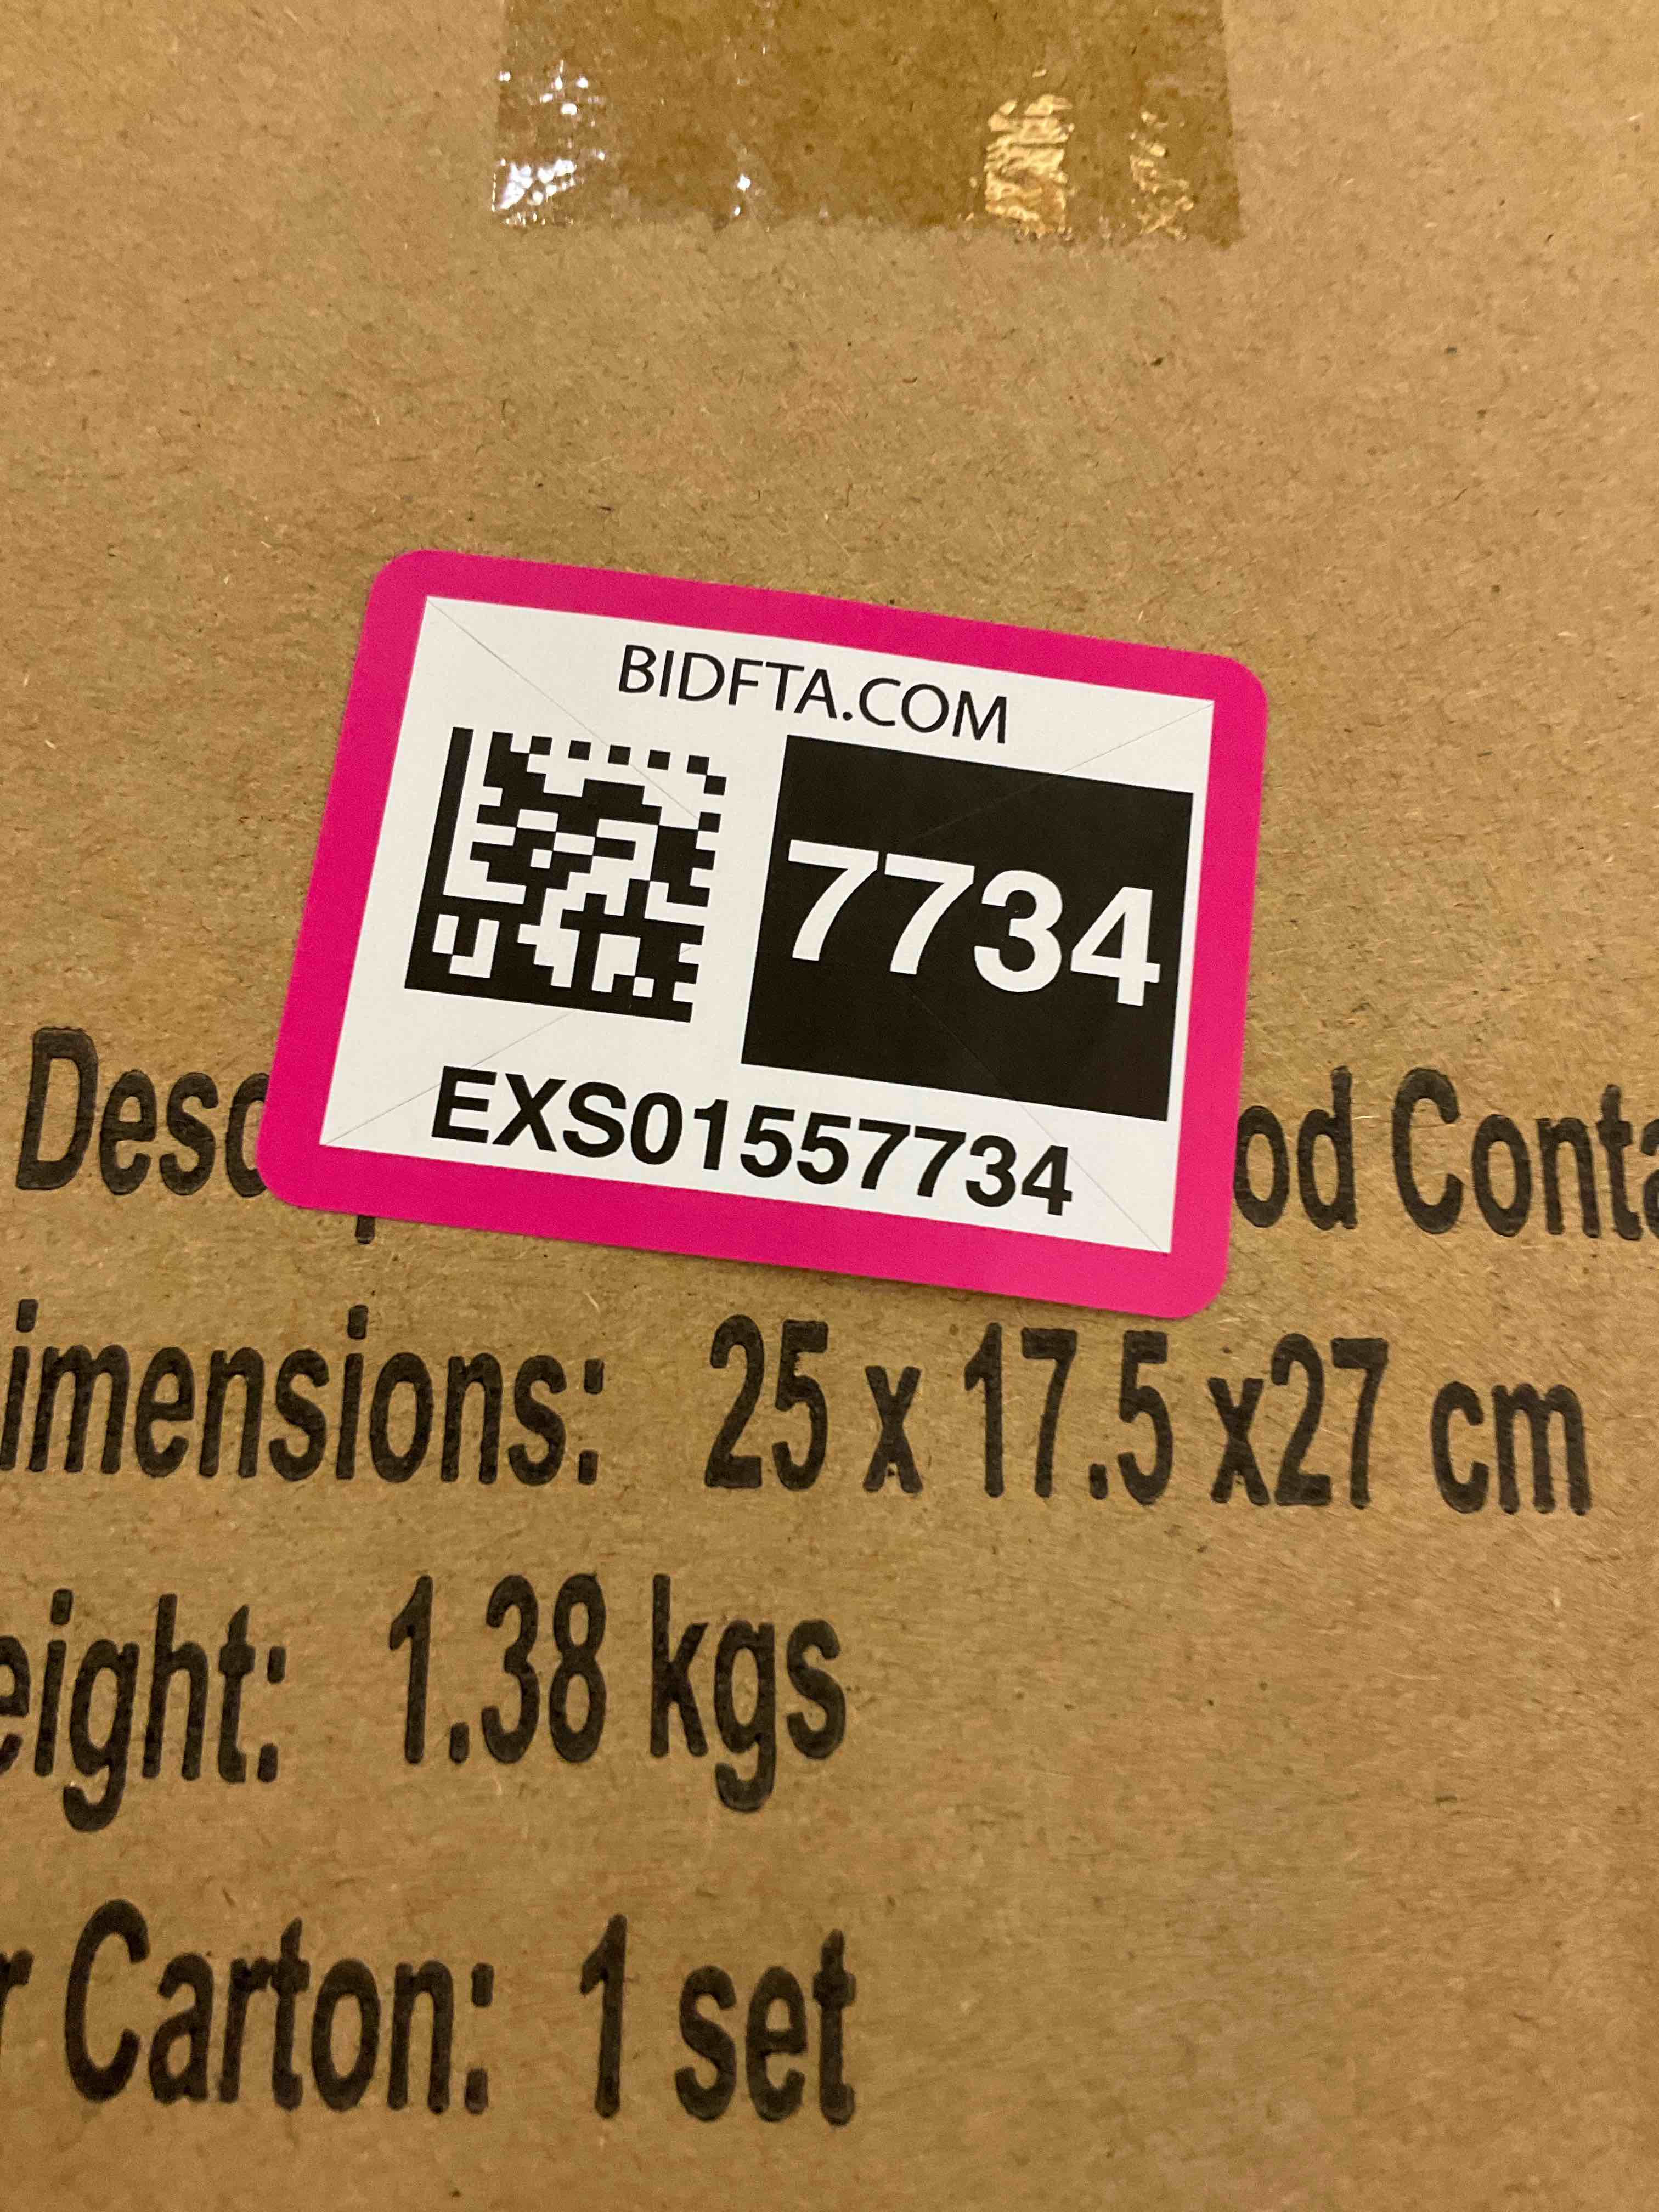 BIDFTA.COM
7734
EXS01557734
Desc od Conta
imensions: 25 x 17.5 x27 cm
eight: 1.38 kgs
r Carton: 1 set